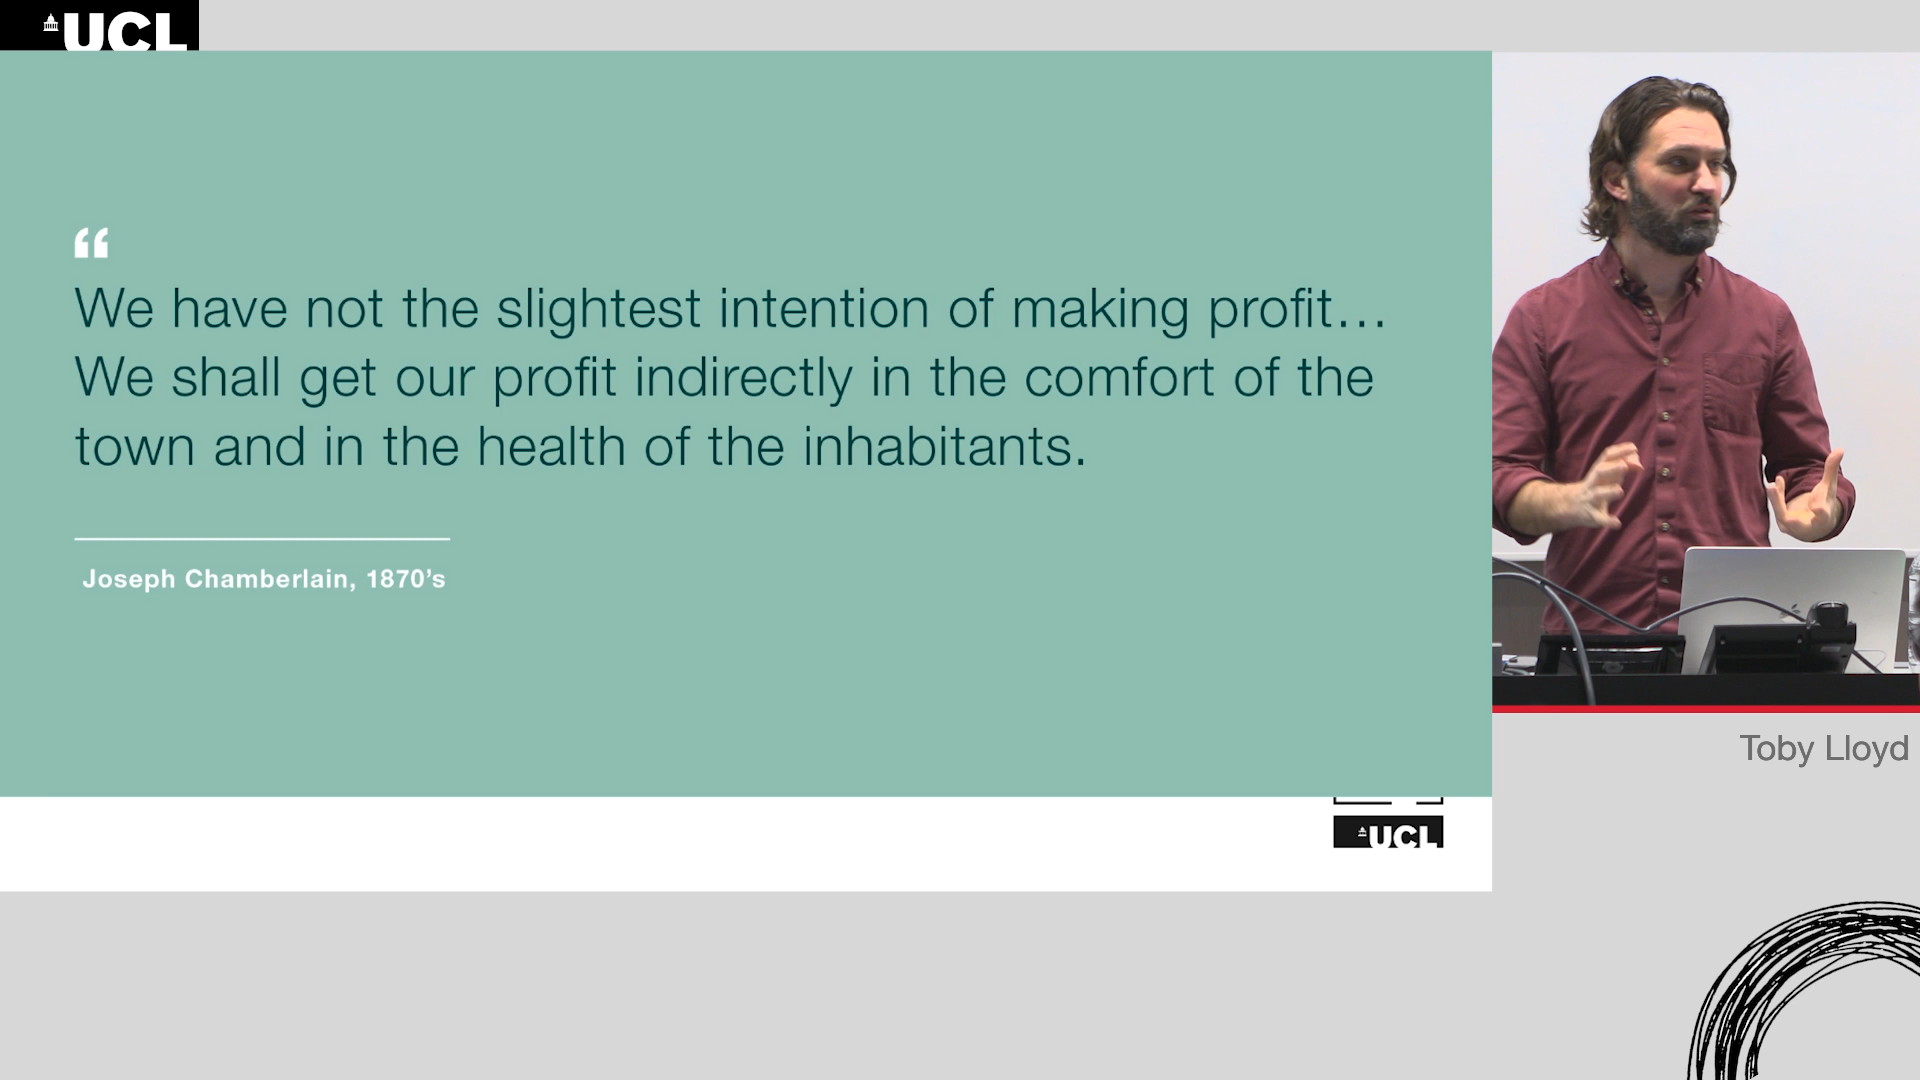 UCL
“
We have not the slightest intention of making profit…
We shall get our profit indirectly in the comfort of the
town and in the health of the inhabitants.
Joseph Chamberlain, 1870’s
Toby Lloyd
UCL